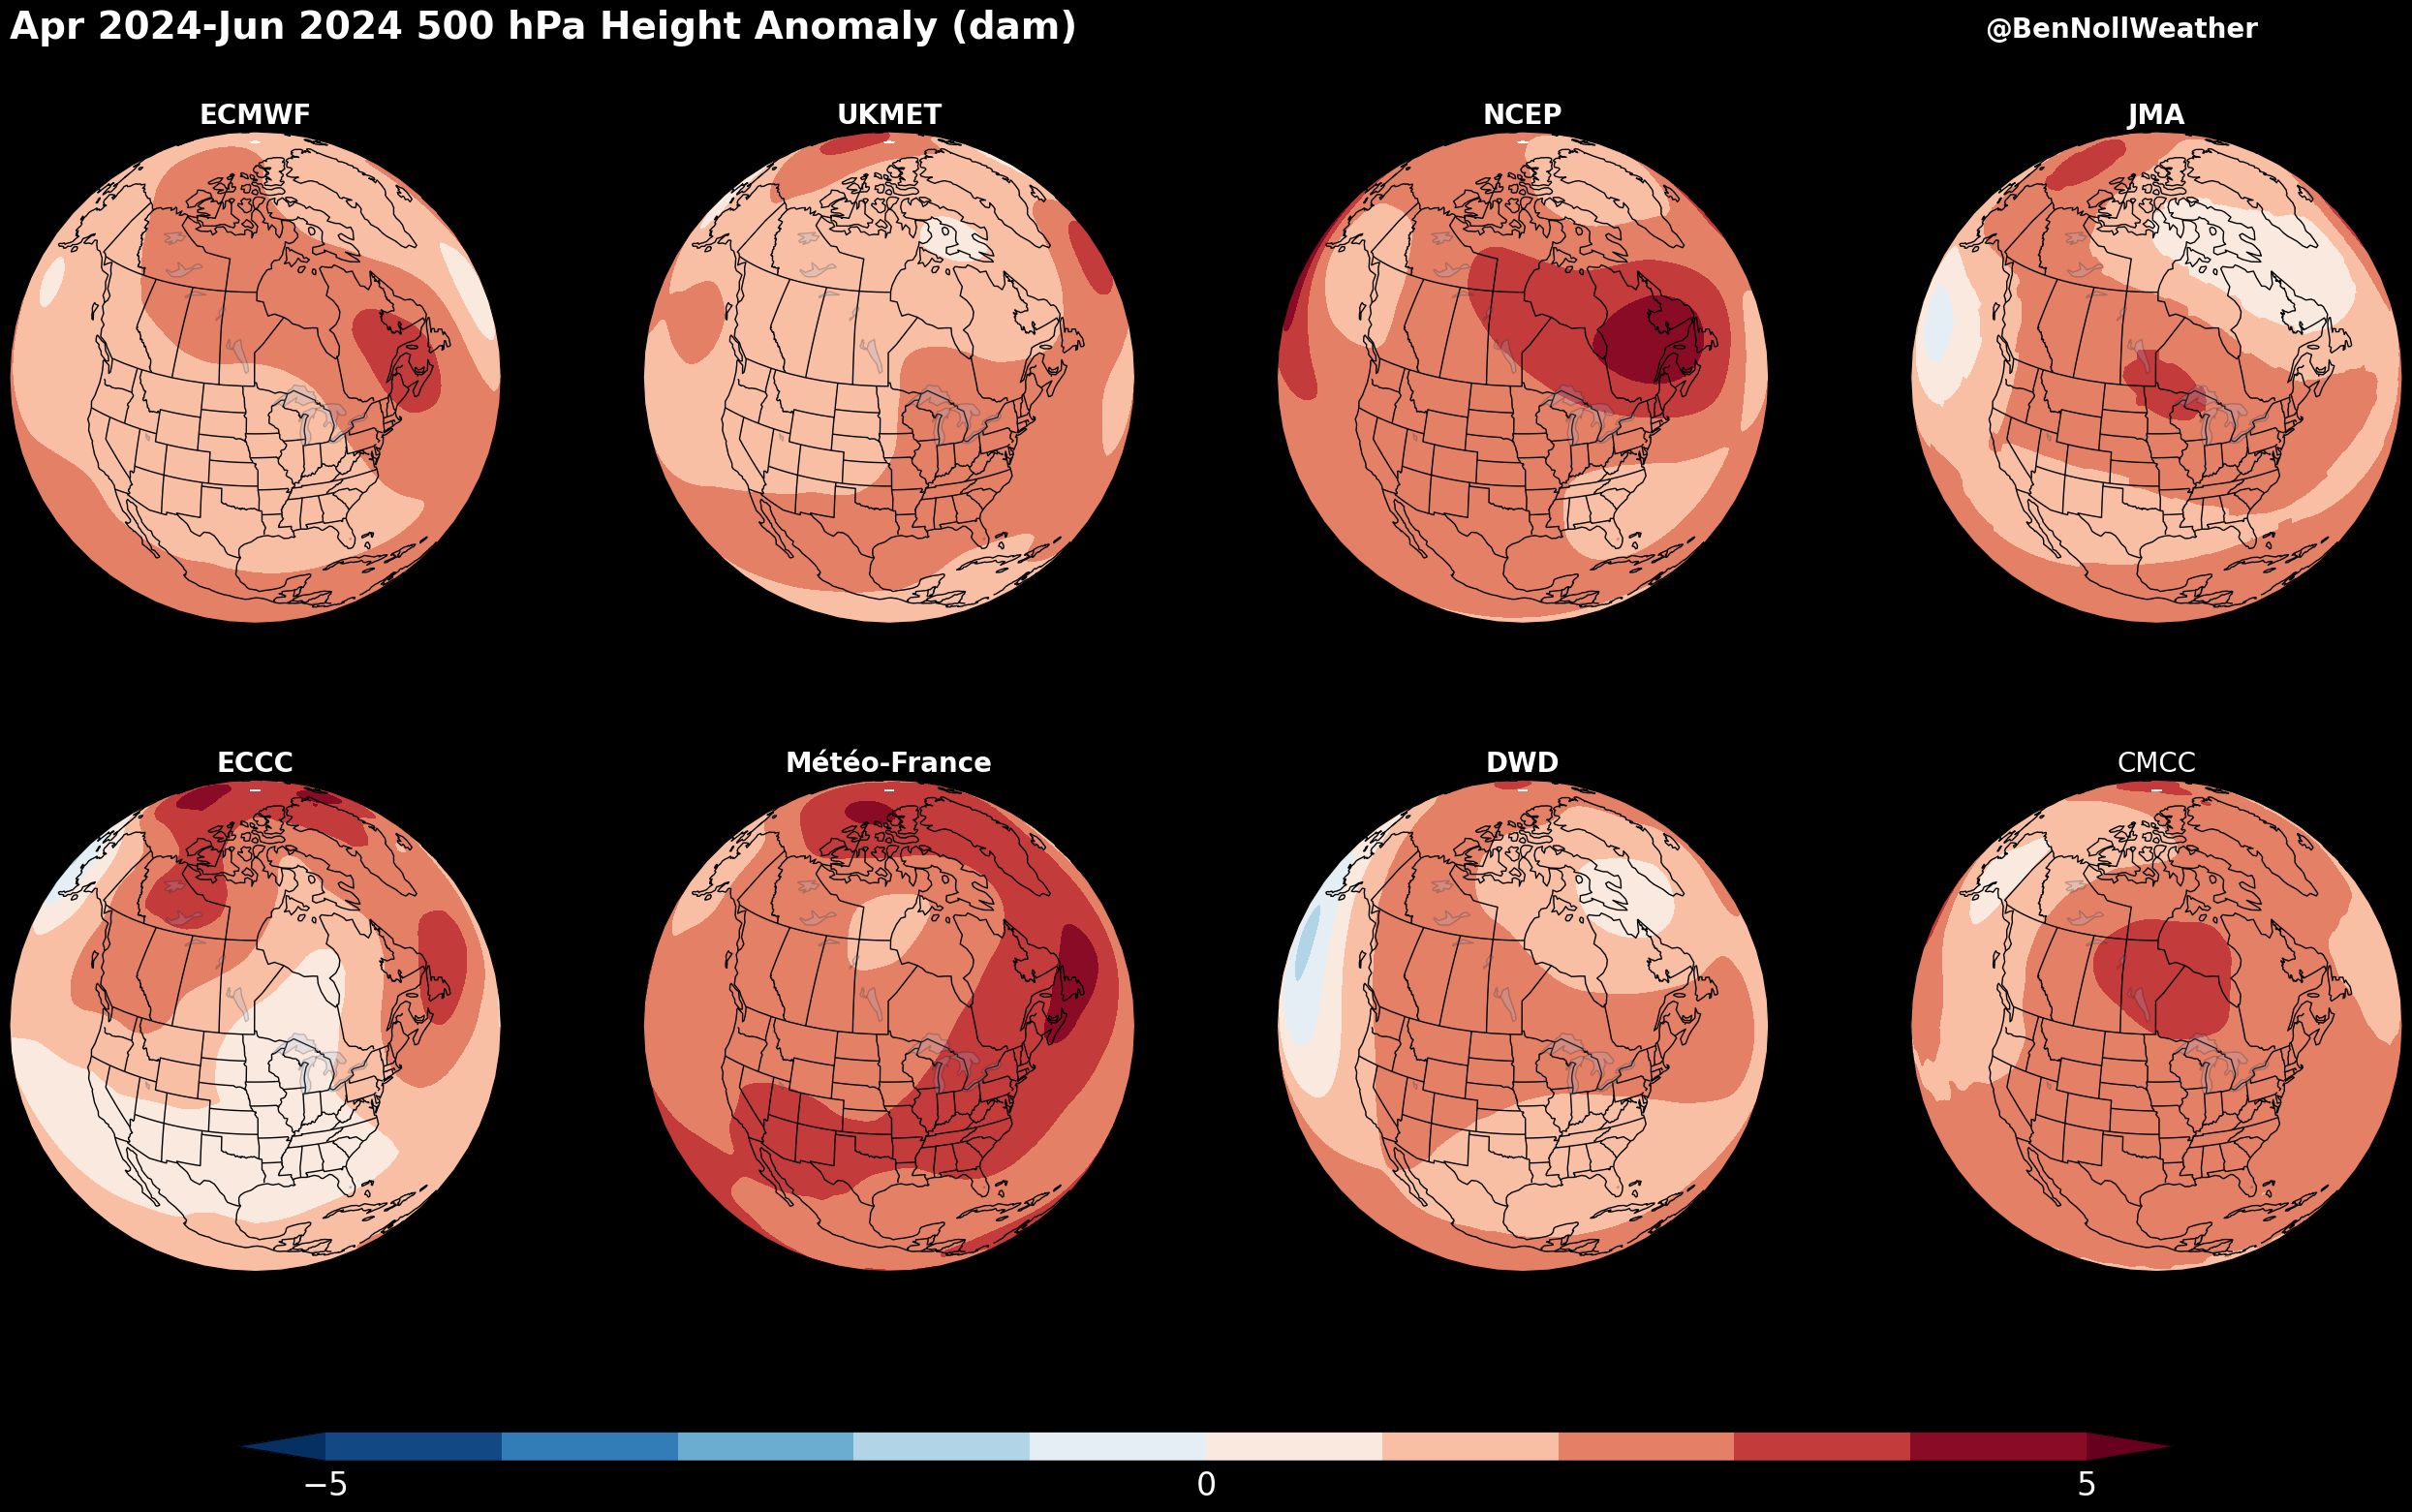 Apr 2024-Jun 2024 500 hPa Height Anomaly (dam)
@BenNollWeather
ECMWF
UKMET
NCEP
JMA
ECCC
Météo-France
DWD
CMCC
−5
0
5